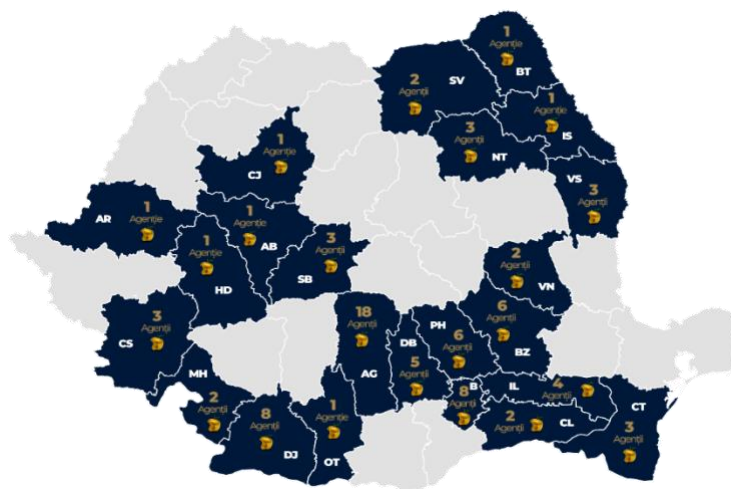 1
Agenție
BT
2
Agenții
SV
1
Agenție
IS
3
Agenții
NT
1
Agenție
CJ
VS
3
Agenții
AR
1
Agenție
1
Agenție
AB
1
Agenție
HD
3
Agenții
SB
2
Agenții
VN
3
Agenții
CS
18
Agenții
AG
PH
6
Agenții
6
Agenții
BZ
DB
5
Agenții
MH
2
Agenții
8
Agenții
DJ
1
Agenție
OT
B
8
Agenții
IL
4
Agenții
2
Agenții
CL
CT
3
Agenții